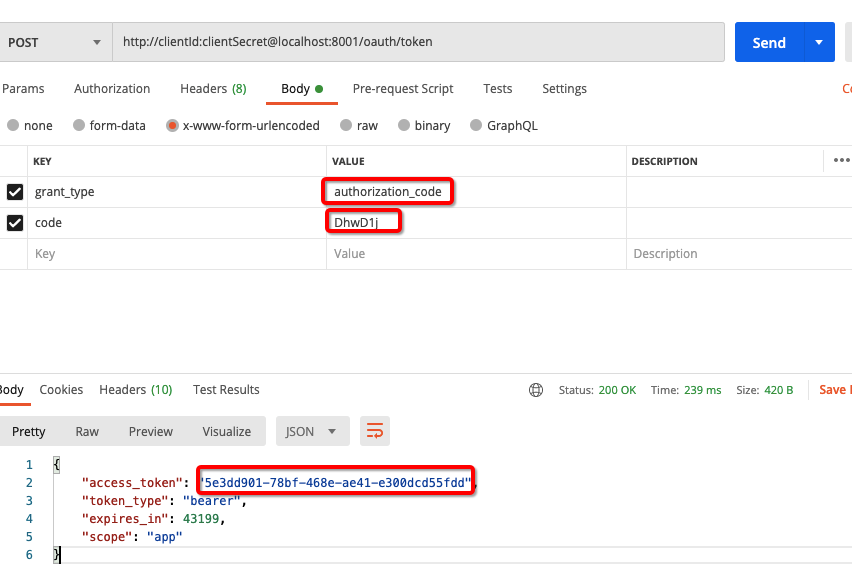 POST http://clientId:clientSecret@localhost:8001/oauth/token Send
Params Authorization Headers (8) Body Pre-request Script Tests Settings Co
none form-data x-www-form-urlencoded raw binary GraphQL
KEY VALUE DESCRIPTION
grant_type authorization_code
code DhwD1j
Key Value Description
Body Cookies Headers (10) Test Results Status: 200 OK Time: 239 ms Size: 420 B Save
Pretty Raw Preview Visualize JSON
1 {
2 "access_token": "5e3dd901-78bf-468e-ae41-e300dcd55fdd",
3 "token_type": "bearer",
4 "expires_in": 43199,
5 "scope": "app"
6 }